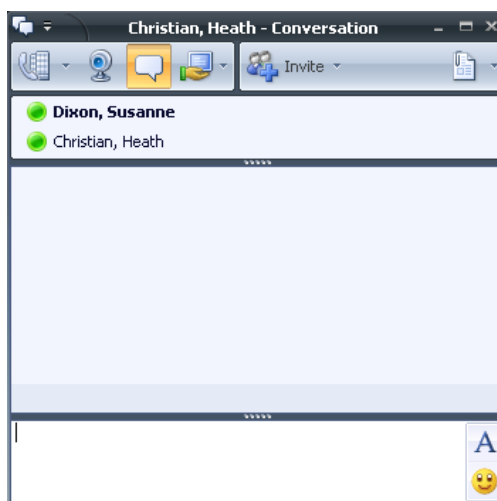 Christian, Heath - Conversation
Invite
Dixon, Susanne
Christian, Heath
A